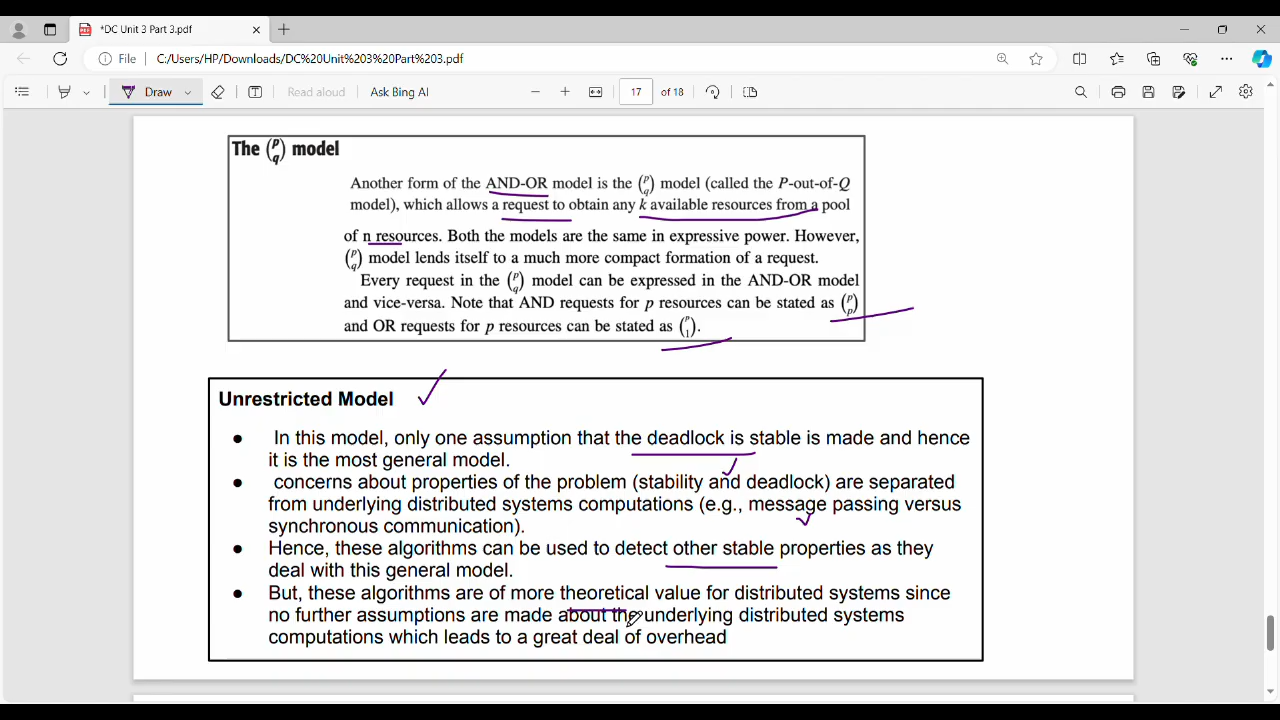 *DC Unit 3 Part 3.pdf
File C:/Users/HP/Downloads/DC%20Unit%203%20Part%203.pdf
Draw Read aloud Ask Bing AI 17 of 18
The (p q) model
Another form of the AND-OR model is the (p q) model (called the P-out-of-Q
model), which allows a request to obtain any k available resources from a pool
of n resources. Both the models are the same in expressive power. However,
(p q) model lends itself to a much more compact formation of a request.
Every request in the (p q) model can be expressed in the AND-OR model
and vice-versa. Note that AND requests for p resources can be stated as (p p)
and OR requests for p resources can be stated as (p 1).
Unrestricted Model
● In this model, only one assumption that the deadlock is stable is made and hence
it is the most general model.
● concerns about properties of the problem (stability and deadlock) are separated
from underlying distributed systems computations (e.g., message passing versus
synchronous communication).
● Hence, these algorithms can be used to detect other stable properties as they
deal with this general model.
● But, these algorithms are of more theoretical value for distributed systems since
no further assumptions are made about the underlying distributed systems
computations which leads to a great deal of overhead